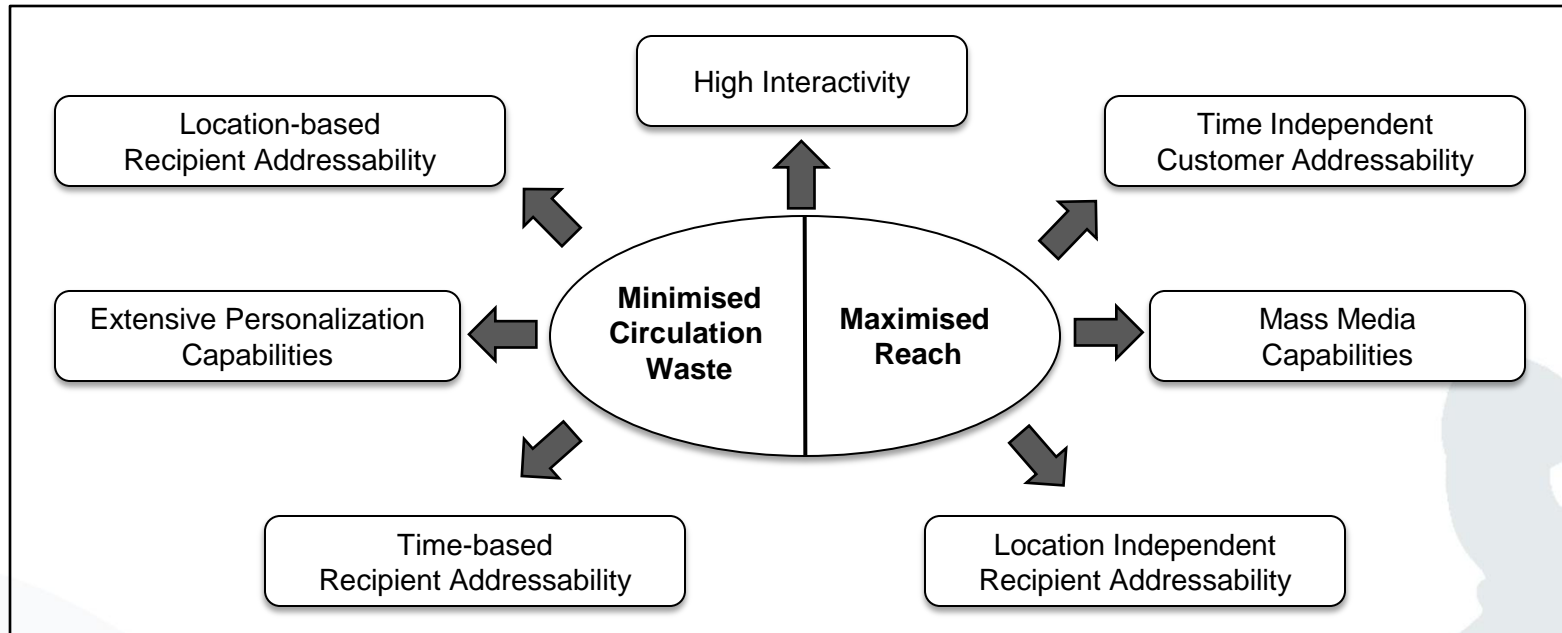 High Interactivity
Location-based
Recipient Addressability
Time Independent
Customer Addressability
Minimised
Circulation
Waste
Maximised
Reach
Extensive Personalization
Capabilities
Mass Media
Capabilities
Time-based
Recipient Addressability
Location Independent
Recipient Addressability